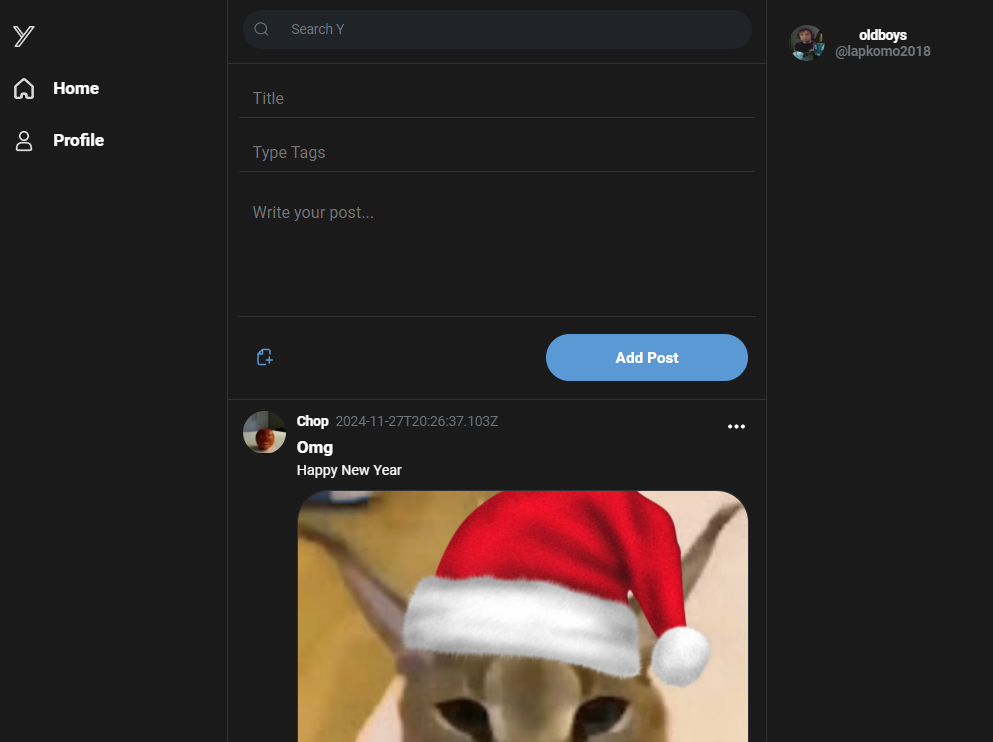 Y
Home
Profile
Search Y
Title
Type Tags
Write your post...
Add Post
Chop 2024-11-27T20:26:37.103Z
Omg
Happy New Year
oldboys
@lapkomo2018